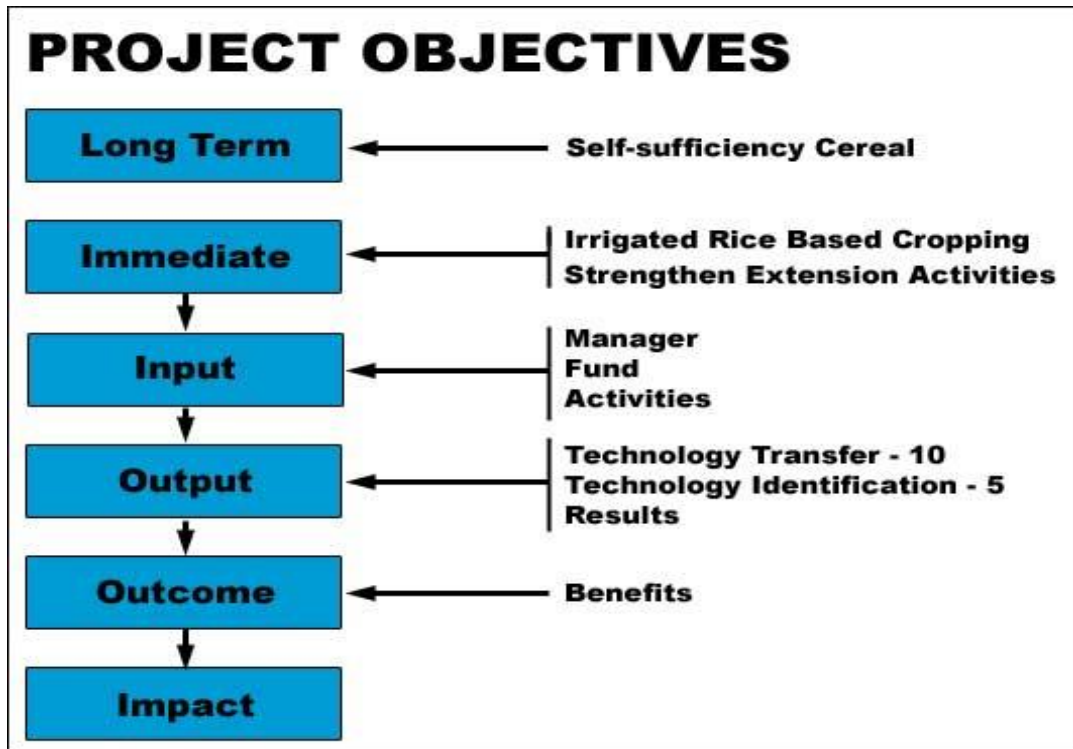 PROJECT OBJECTIVES
Long Term
Self-sufficiency Cereal
Immediate
Irrigated Rice Based Cropping
Strengthen Extension Activities
Input
Manager
Fund
Activities
Output
Technology Transfer - 10
Technology Identification - 5
Results
Outcome
Benefits
Impact